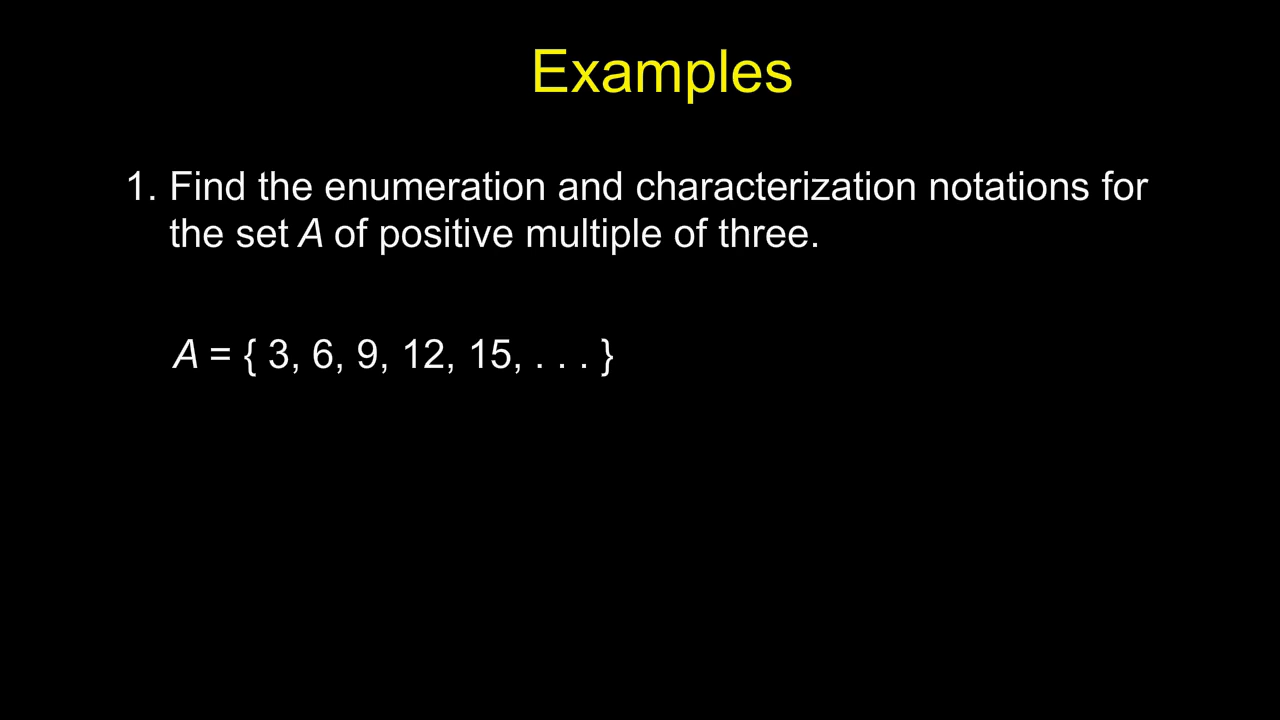 Examples
1. Find the enumeration and characterization notations for
the set A of positive multiple of three.
A = { 3, 6, 9, 12, 15, . . . }